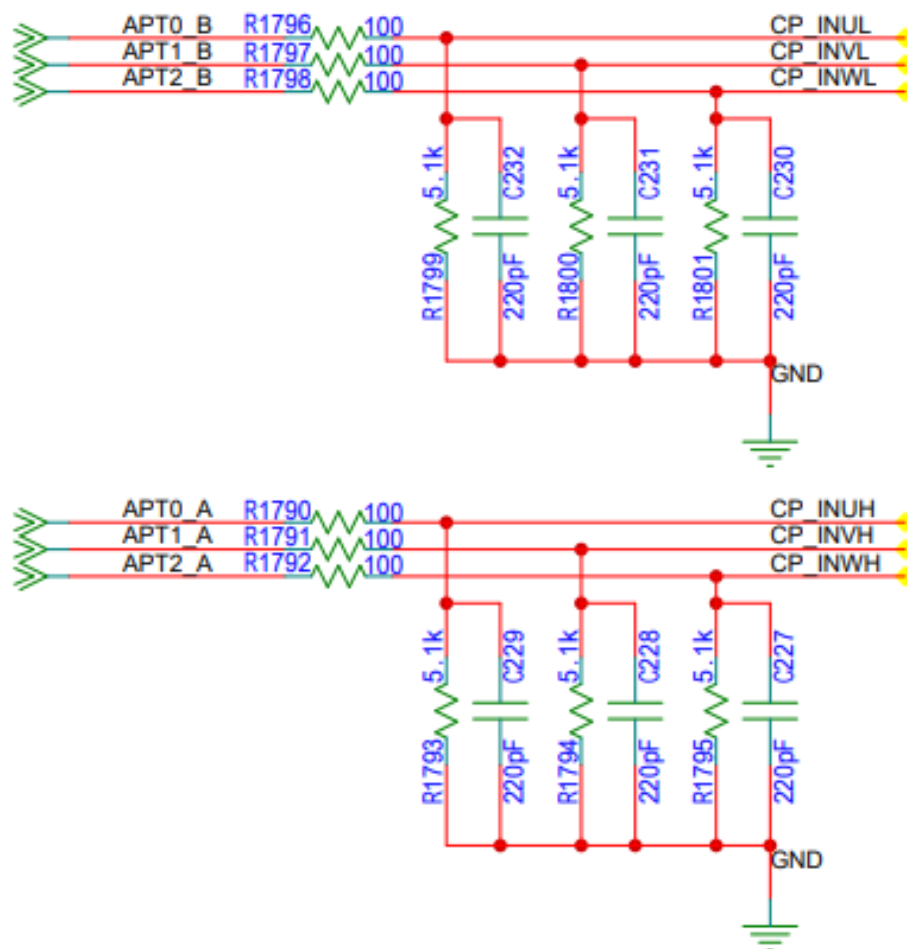 APT0_B R1796 100 CP_INUL
APT1_B R1797 100 CP_INVL
APT2_B R1798 100 CP_INWL
5.1k C232 5.1k C231 5.1k C230
R1799 220pF R1800 220pF R1801 220pF
GND
APT0_A R1790 100 CP_INUH
APT1_A R1791 100 CP_INVH
APT2_A R1792 100 CP_INWH
5.1k C229 5.1k C228 5.1k C227
R1793 220pF R1794 220pF R1795 220pF
GND